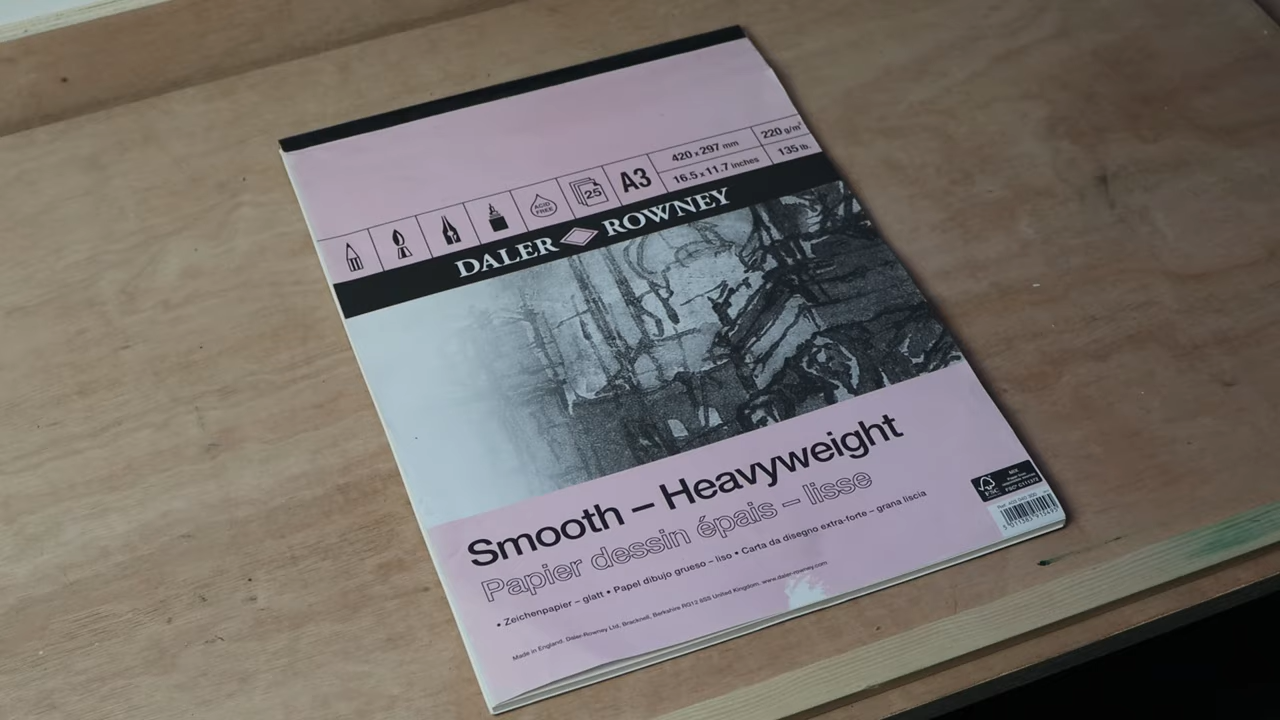 420 x 297 mm
220 g/m²
16.5 x 11.7 inches
135 lb.
ACID
FREE
25
A3
DALER ROWNEY
Smooth – Heavyweight
Papier dessin épais – lisse
• Zeichenpapier – glatt • Papel dibujo grueso – liso • Carta da disegno extra-forte – grana liscia
Made in England. Daler-Rowney Ltd, Bracknell, Berkshire RG12 8SS United Kingdom, www.daler-rowney.com
FSC
MIX